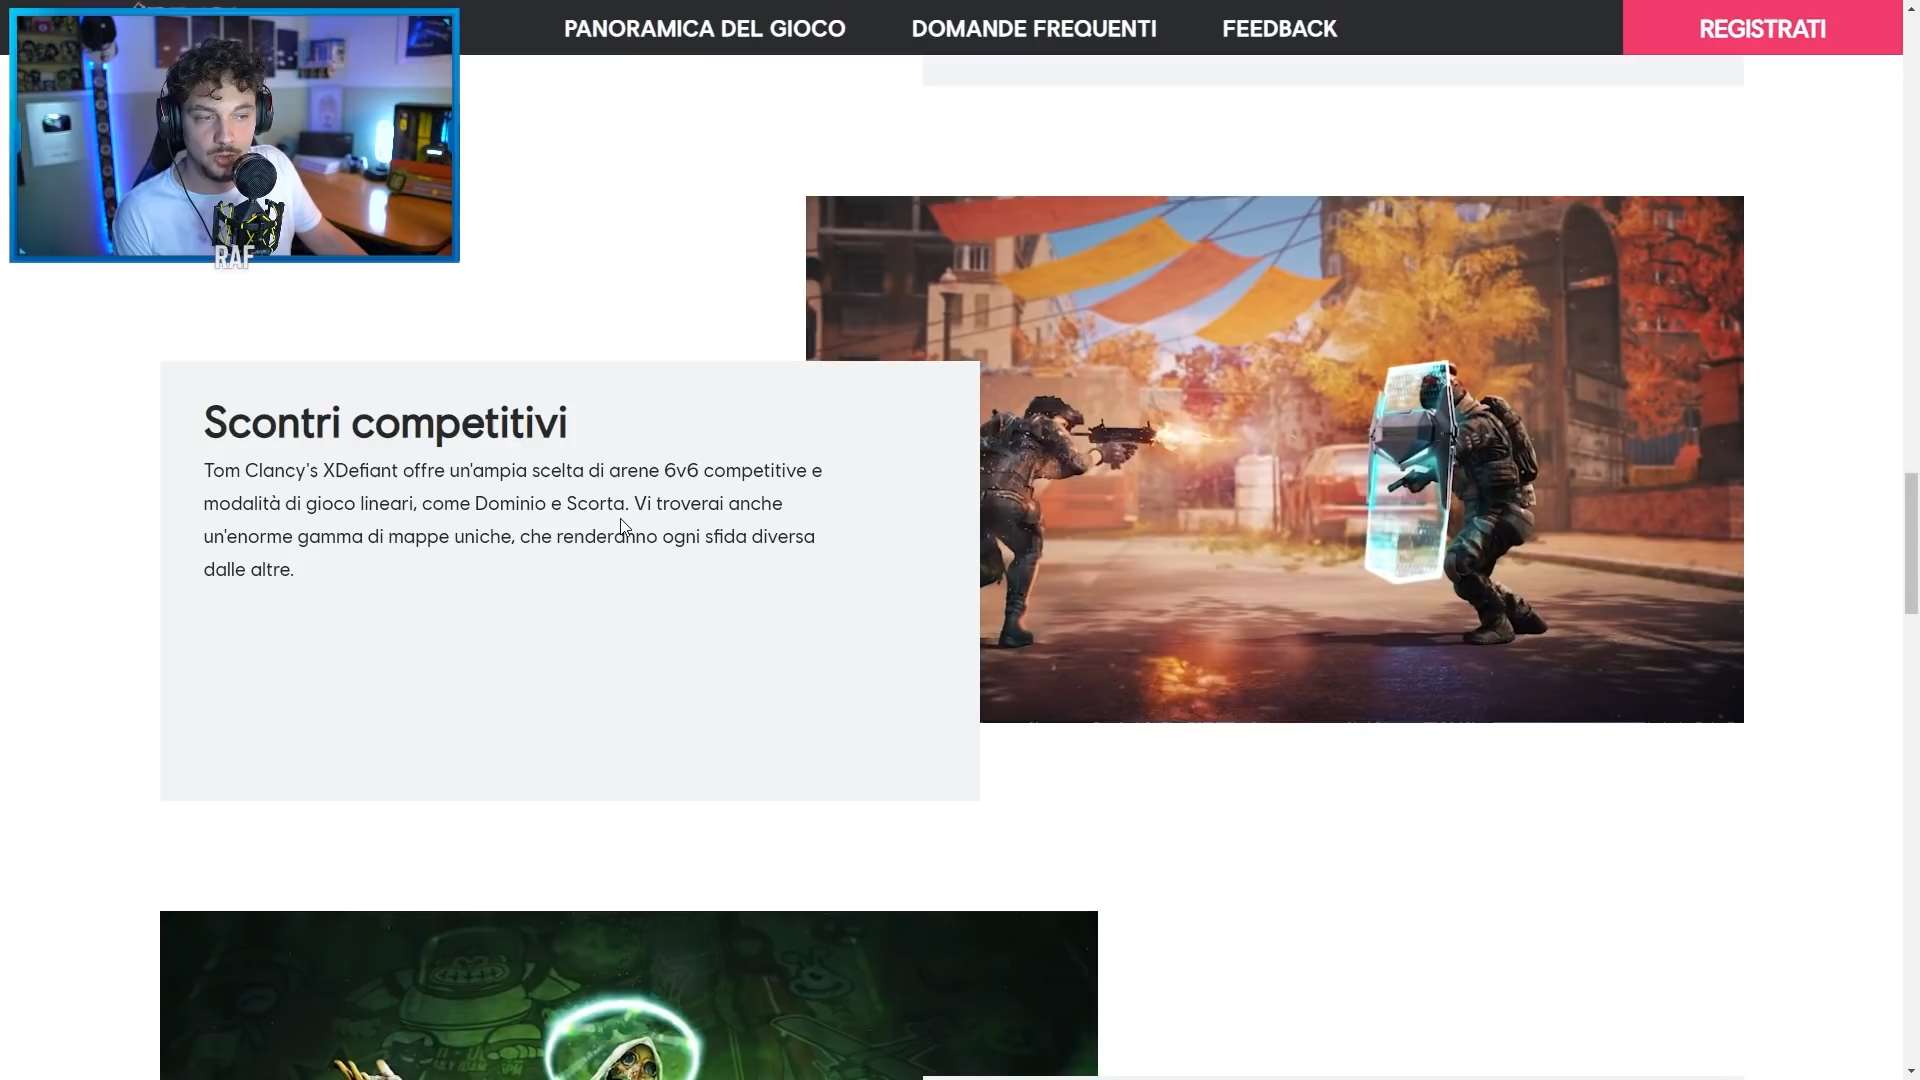 PANORAMICA DEL GIOCO
DOMANDE FREQUENTI
FEEDBACK
REGISTRATI
RAF
Scontri competitivi
Tom Clancy's XDefiant offre un'ampia scelta di arene 6v6 competitive e
modalità di gioco lineari, come Dominio e Scorta. Vi troverai anche
un'enorme gamma di mappe uniche, che renderanno ogni sfida diversa
dalle altre.